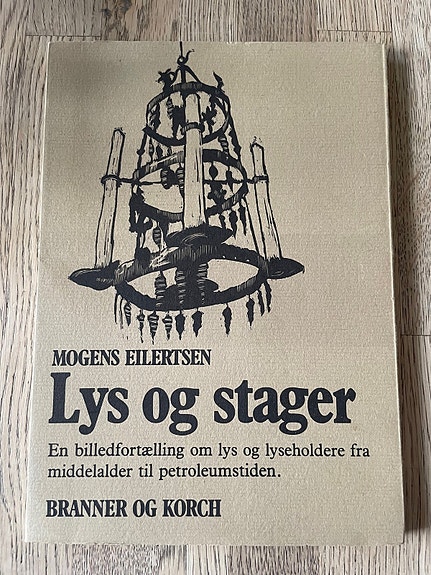 MOGENS EILERTSEN
Lys og stager
En billedfortælling om lys og lyseholdere fra
middelalder til petroleumstiden.
BRANNER OG KORCH